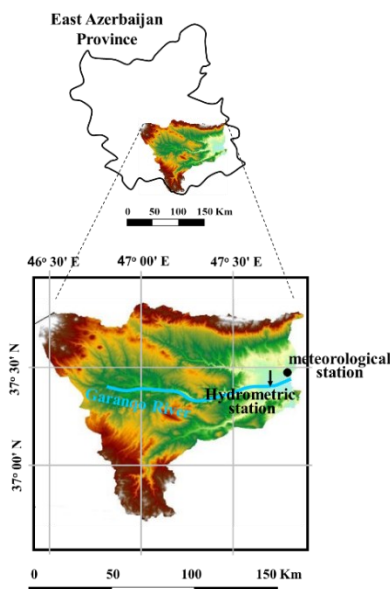 East Azerbaijan
Province
0 50 100 150 Km
46° 30' E 47° 00' E 47° 30' E
37° 30' N
37° 00' N
meteorological
station
Hydrometric
station
Garanqo River
0 50 100 150 Km